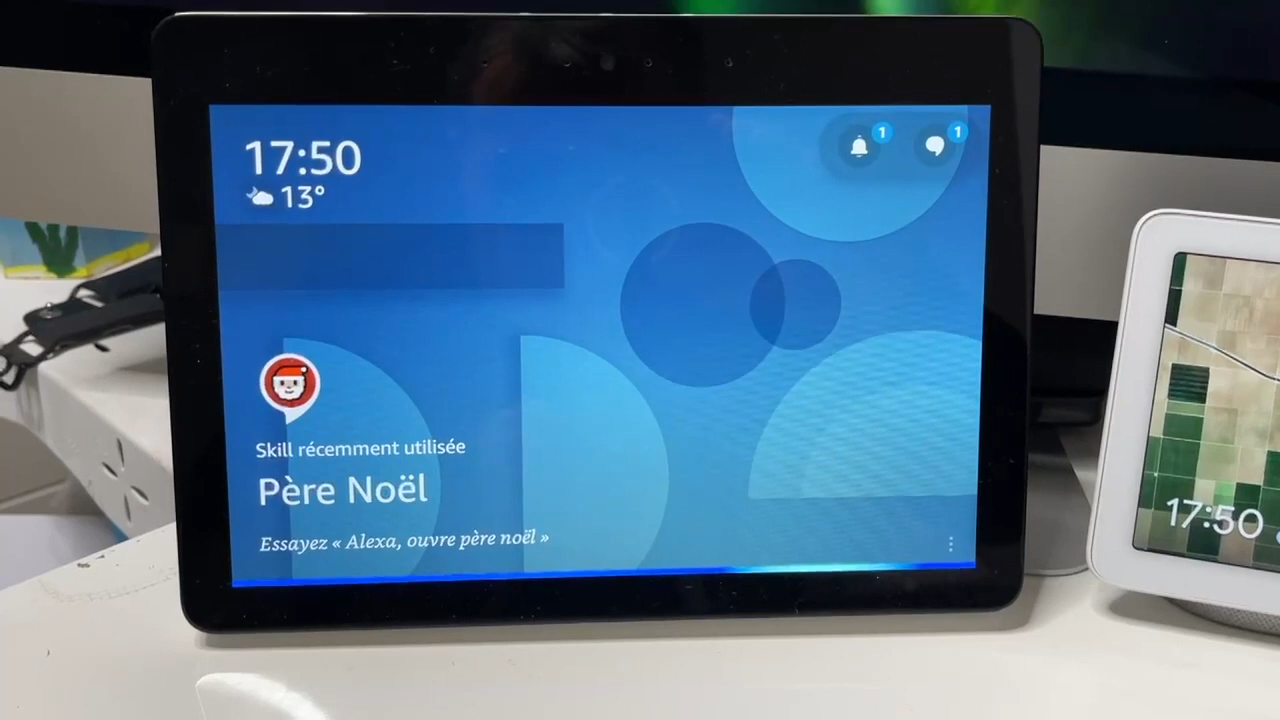 17:50
13°
1
1
Skill récemment utilisée
Père Noël
Essayez « Alexa, ouvre père noël »
17:50